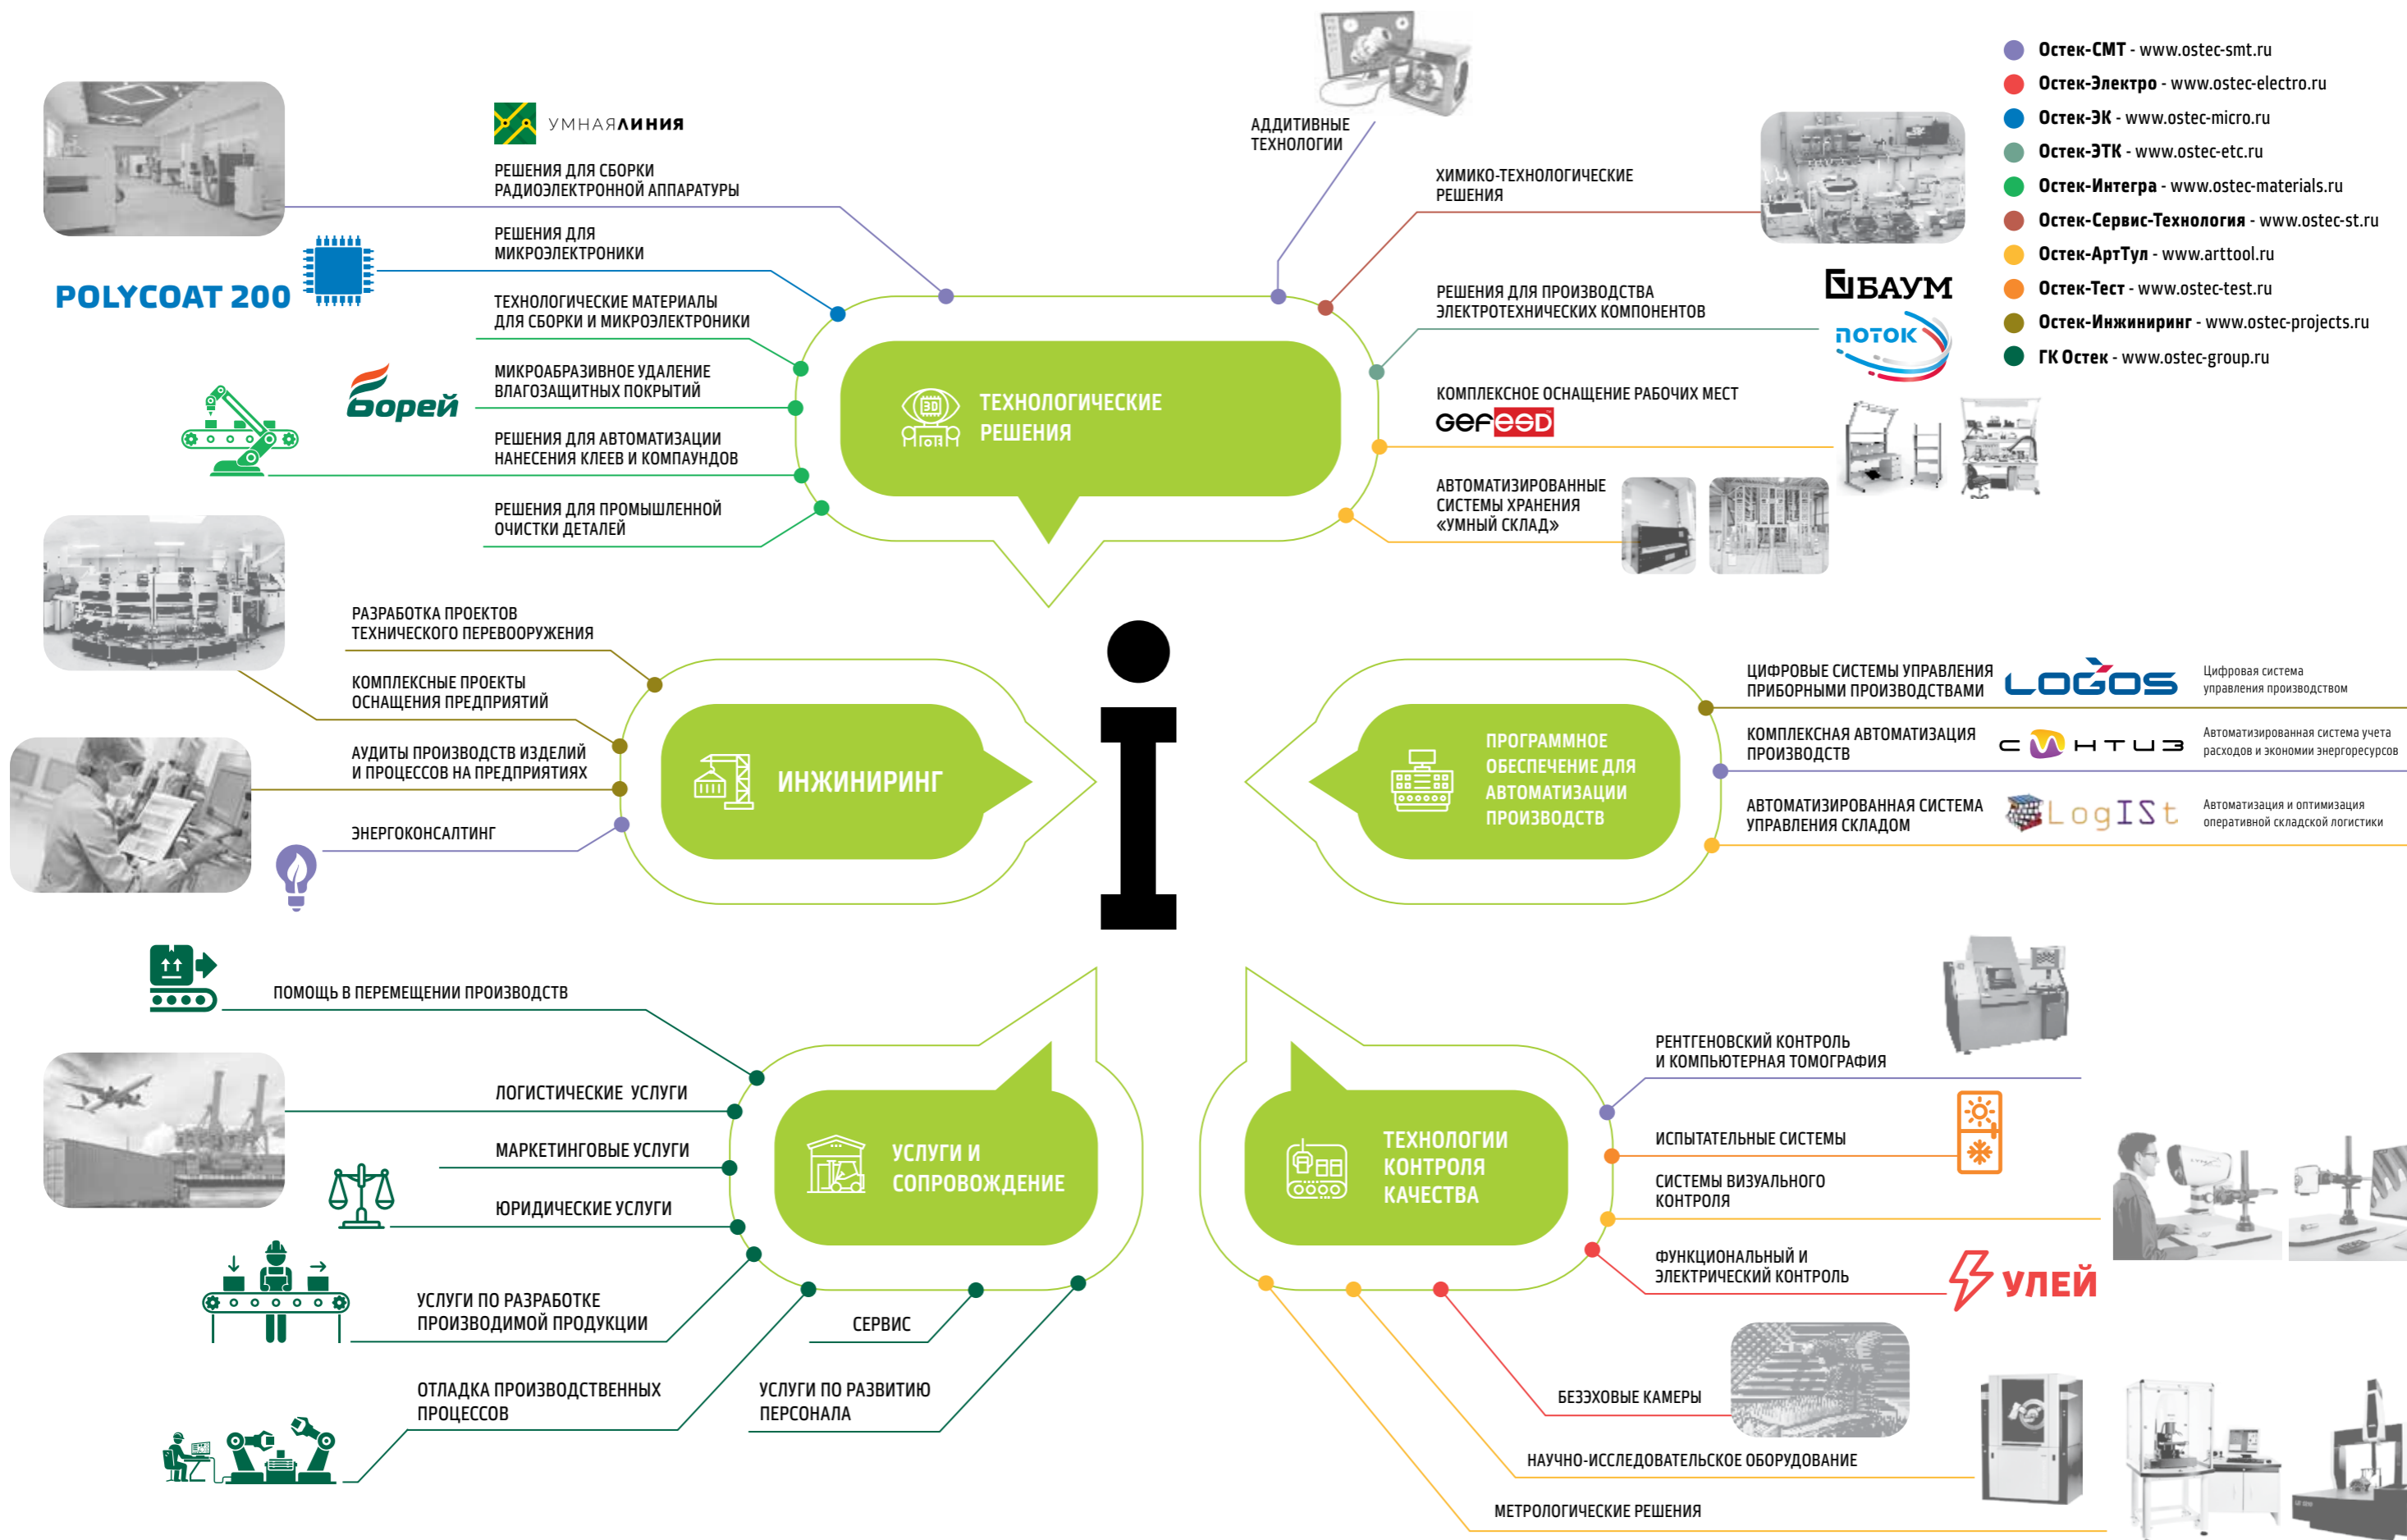 УМНАЯЛИНИЯ
РЕШЕНИЯ ДЛЯ СБОРКИ
РАДИОЭЛЕКТРОННОЙ АППАРАТУРЫ
РЕШЕНИЯ ДЛЯ
МИКРОЭЛЕКТРОНИКИ
POLYCOAT 200
ТЕХНОЛОГИЧЕСКИЕ МАТЕРИАЛЫ
ДЛЯ СБОРКИ И МИКРОЭЛЕКТРОНИКИ
МИКРОАБРАЗИВНОЕ УДАЛЕНИЕ
ВЛАГОЗАЩИТНЫХ ПОКРЫТИЙ
Борей
РЕШЕНИЯ ДЛЯ АВТОМАТИЗАЦИИ
НАНЕСЕНИЯ КЛЕЕВ И КОМПАУНДОВ
РЕШЕНИЯ ДЛЯ ПРОМЫШЛЕННОЙ
ОЧИСТКИ ДЕТАЛЕЙ
АДДИТИВНЫЕ
ТЕХНОЛОГИИ
ХИМИКО-ТЕХНОЛОГИЧЕСКИЕ
РЕШЕНИЯ
РЕШЕНИЯ ДЛЯ ПРОИЗВОДСТВА
ЭЛЕКТРОТЕХНИЧЕСКИХ КОМПОНЕНТОВ
БАУМ
ПОТОК
КОМПЛЕКСНОЕ ОСНАЩЕНИЕ РАБОЧИХ МЕСТ
GEFESD
АВТОМАТИЗИРОВАННЫЕ
СИСТЕМЫ ХРАНЕНИЯ
«УМНЫЙ СКЛАД»
3D
ТЕХНОЛОГИЧЕСКИЕ
РЕШЕНИЯ
Остек-СМТ - www.ostec-smt.ru
Остек-Электро - www.ostec-electro.ru
Остек-ЭК - www.ostec-micro.ru
Остек-ЭТК - www.ostec-etc.ru
Остек-Интегра - www.ostec-materials.ru
Остек-Сервис-Технология - www.ostec-st.ru
Остек-АртТул - www.arttool.ru
Остек-Тест - www.ostec-test.ru
Остек-Инжиниринг - www.ostec-projects.ru
ГК Остек - www.ostec-group.ru
РАЗРАБОТКА ПРОЕКТОВ
ТЕХНИЧЕСКОГО ПЕРЕВООРУЖЕНИЯ
КОМПЛЕКСНЫЕ ПРОЕКТЫ
ОСНАЩЕНИЯ ПРЕДПРИЯТИЙ
АУДИТЫ ПРОИЗВОДСТВ ИЗДЕЛИЙ
И ПРОЦЕССОВ НА ПРЕДПРИЯТИЯХ
ЭНЕРГОКОНСАЛТИНГ
ИНЖИНИРИНГ
i
ПРОГРАММНОЕ
ОБЕСПЕЧЕНИЕ ДЛЯ
АВТОМАТИЗАЦИИ
ПРОИЗВОДСТВ
ЦИФРОВЫЕ СИСТЕМЫ УПРАВЛЕНИЯ
ПРИБОРНЫМИ ПРОИЗВОДСТВАМИ
LOGOS
Цифровая система
управления производством
КОМПЛЕКСНАЯ АВТОМАТИЗАЦИЯ
ПРОИЗВОДСТВ
Автоматизированная система учета
расходов и экономии энергоресурсов
АВТОМАТИЗИРОВАННАЯ СИСТЕМА
УПРАВЛЕНИЯ СКЛАДОМ
LogISt
Автоматизация и оптимизация
оперативной складской логистики
ПОМОЩЬ В ПЕРЕМЕЩЕНИИ ПРОИЗВОДСТВ
ЛОГИСТИЧЕСКИЕ УСЛУГИ
МАРКЕТИНГОВЫЕ УСЛУГИ
ЮРИДИЧЕСКИЕ УСЛУГИ
УСЛУГИ ПО РАЗРАБОТКЕ
ПРОИЗВОДИМОЙ ПРОДУКЦИИ
ОТЛАДКА ПРОИЗВОДСТВЕННЫХ
ПРОЦЕССОВ
СЕРВИС
УСЛУГИ ПО РАЗВИТИЮ
ПЕРСОНАЛА
УСЛУГИ И
СОПРОВОЖДЕНИЕ
ТЕХНОЛОГИИ
КОНТРОЛЯ
КАЧЕСТВА
РЕНТГЕНОВСКИЙ КОНТРОЛЬ
И КОМПЬЮТЕРНАЯ ТОМОГРАФИЯ
ИСПЫТАТЕЛЬНЫЕ СИСТЕМЫ
СИСТЕМЫ ВИЗУАЛЬНОГО
КОНТРОЛЯ
ФУНКЦИОНАЛЬНЫЙ И
ЭЛЕКТРИЧЕСКИЙ КОНТРОЛЬ
УЛЕЙ
БЕЗЭХОВЫЕ КАМЕРЫ
НАУЧНО-ИССЛЕДОВАТЕЛЬСКОЕ ОБОРУДОВАНИЕ
МЕТРОЛОГИЧЕСКИЕ РЕШЕНИЯ